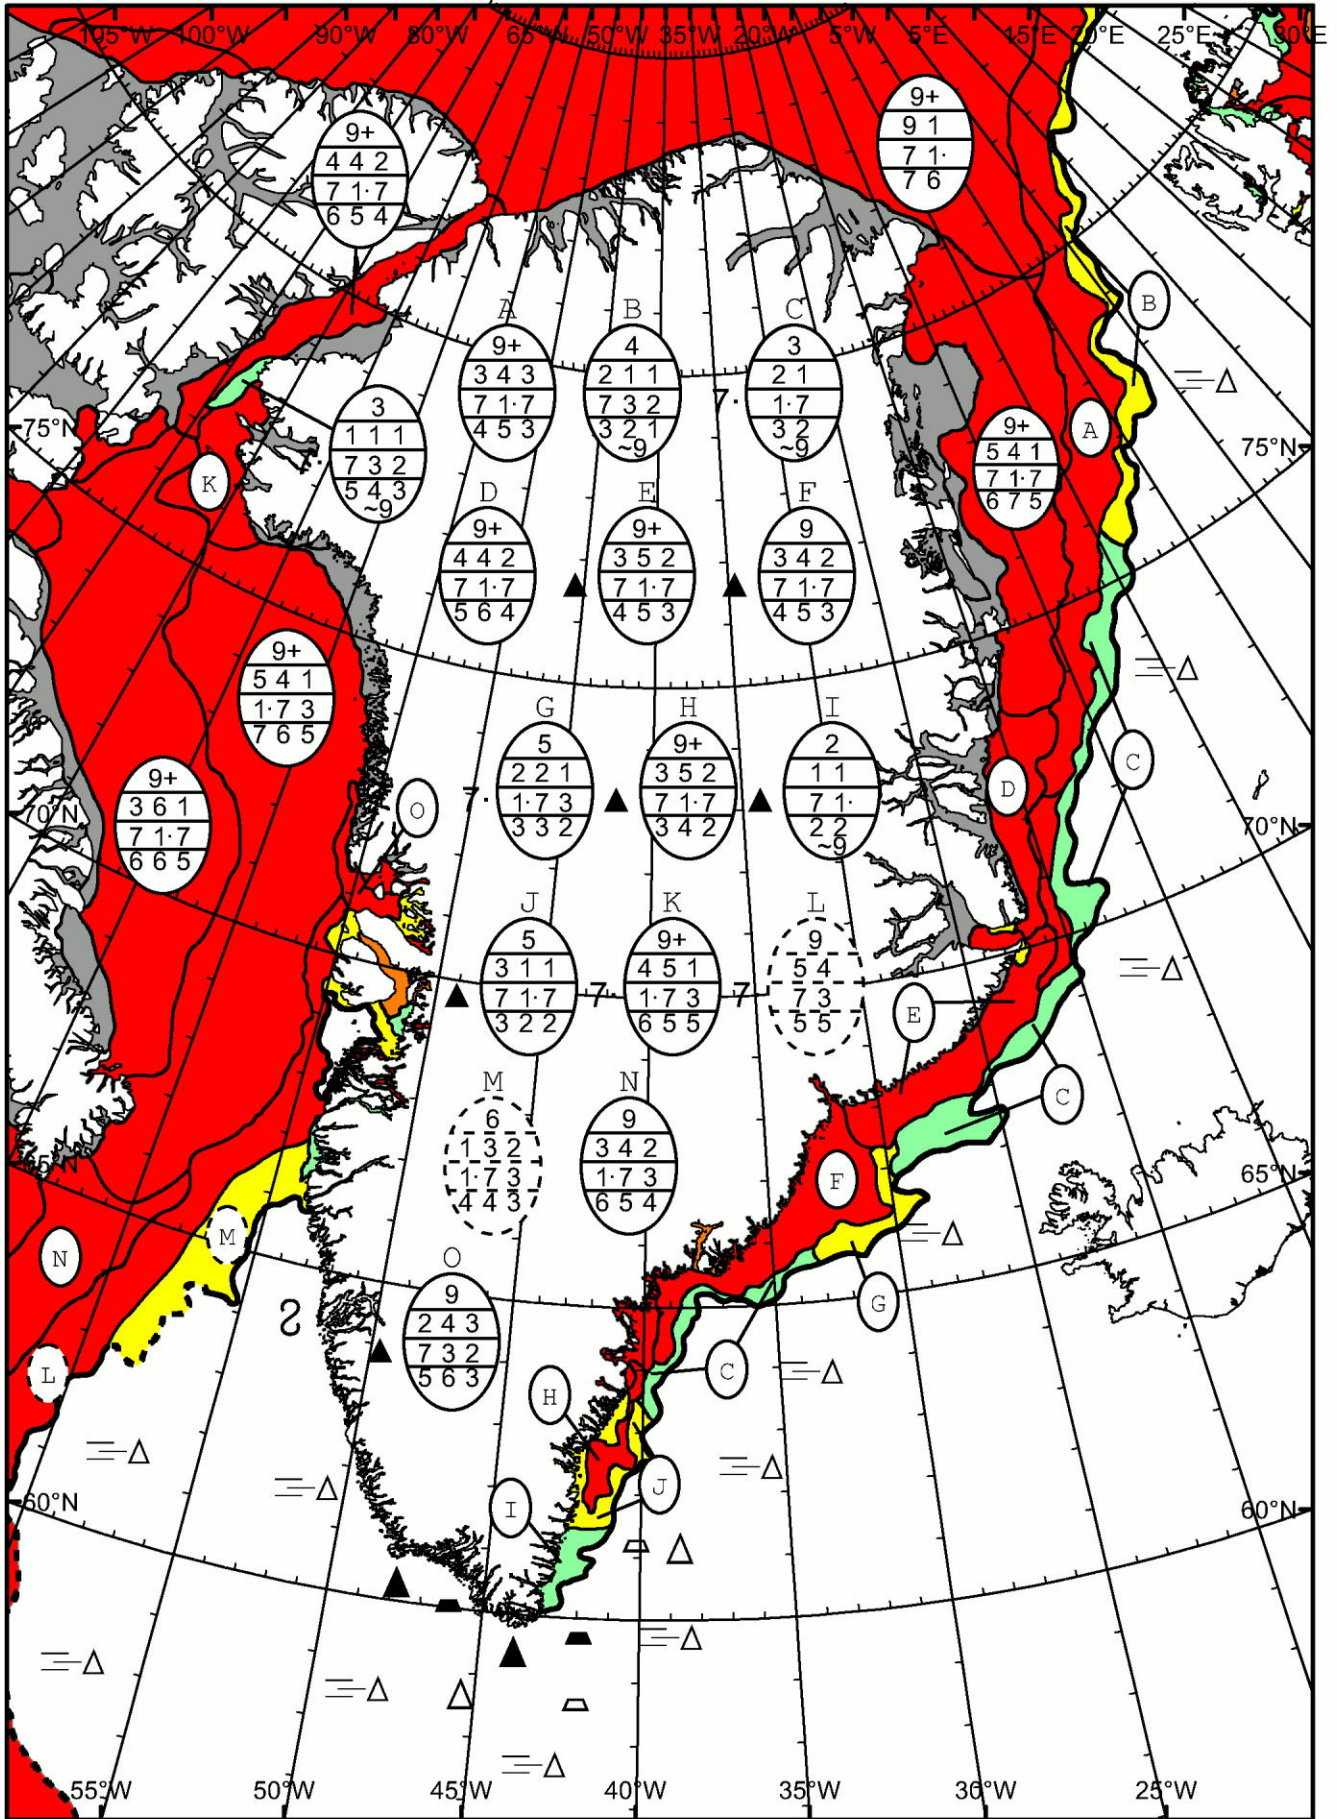 105°W 100°W 90°W 80°W 65°W 50°W 35°W 20°W 5°W 5°E 15°E 20°E 25°E 30°E
9+
9 1
7 1·
7 6
9+
4 4 2
7 1·7
6 5 4
B
A B C
9+ 4 3
3 4 3 2 1 1 2 1
7 1·7 7 3 2 7· 1·7
4 5 3 3 2 1 3 2
~9 ~9
3
1 1 1
7 3 2
5 4 3
~9
75°N
75°N
A
9+
5 4 1
7 1·7
6 7 5
K
D E F
9+ 9+ 9
4 4 2 3 5 2 3 4 2
7 1·7 7 1·7 7 1·7
5 6 4 4 5 3 4 5 3
9+
5 4 1
1·7 3
7 6 5
G H I
5 9+ 2
2 2 1 3 5 2 1 1
7· 1·7 3 7 1·7 7 1·
3 3 2 3 4 2 2 2
~9
C
D
O
9+
3 6 1
7 1·7
6 6 5
70°N
70°N
J K L
5 9+ 9
3 1 1 4 5 1 5 4
7 1·7 7· 1·7 3 7 7 3
3 2 2 6 5 5 5 5
E
C
M N
6 9
1 3 2 3 4 2
1·7 3 1·7 3
4 4 3 6 5 4
65°N
F
M
N
O
9
2 4 3
7 3 2
5 6 3
G
L
C
H
J
I
60°N
60°N
55°W 50°W 45°W 40°W 35°W 30°W 25°W